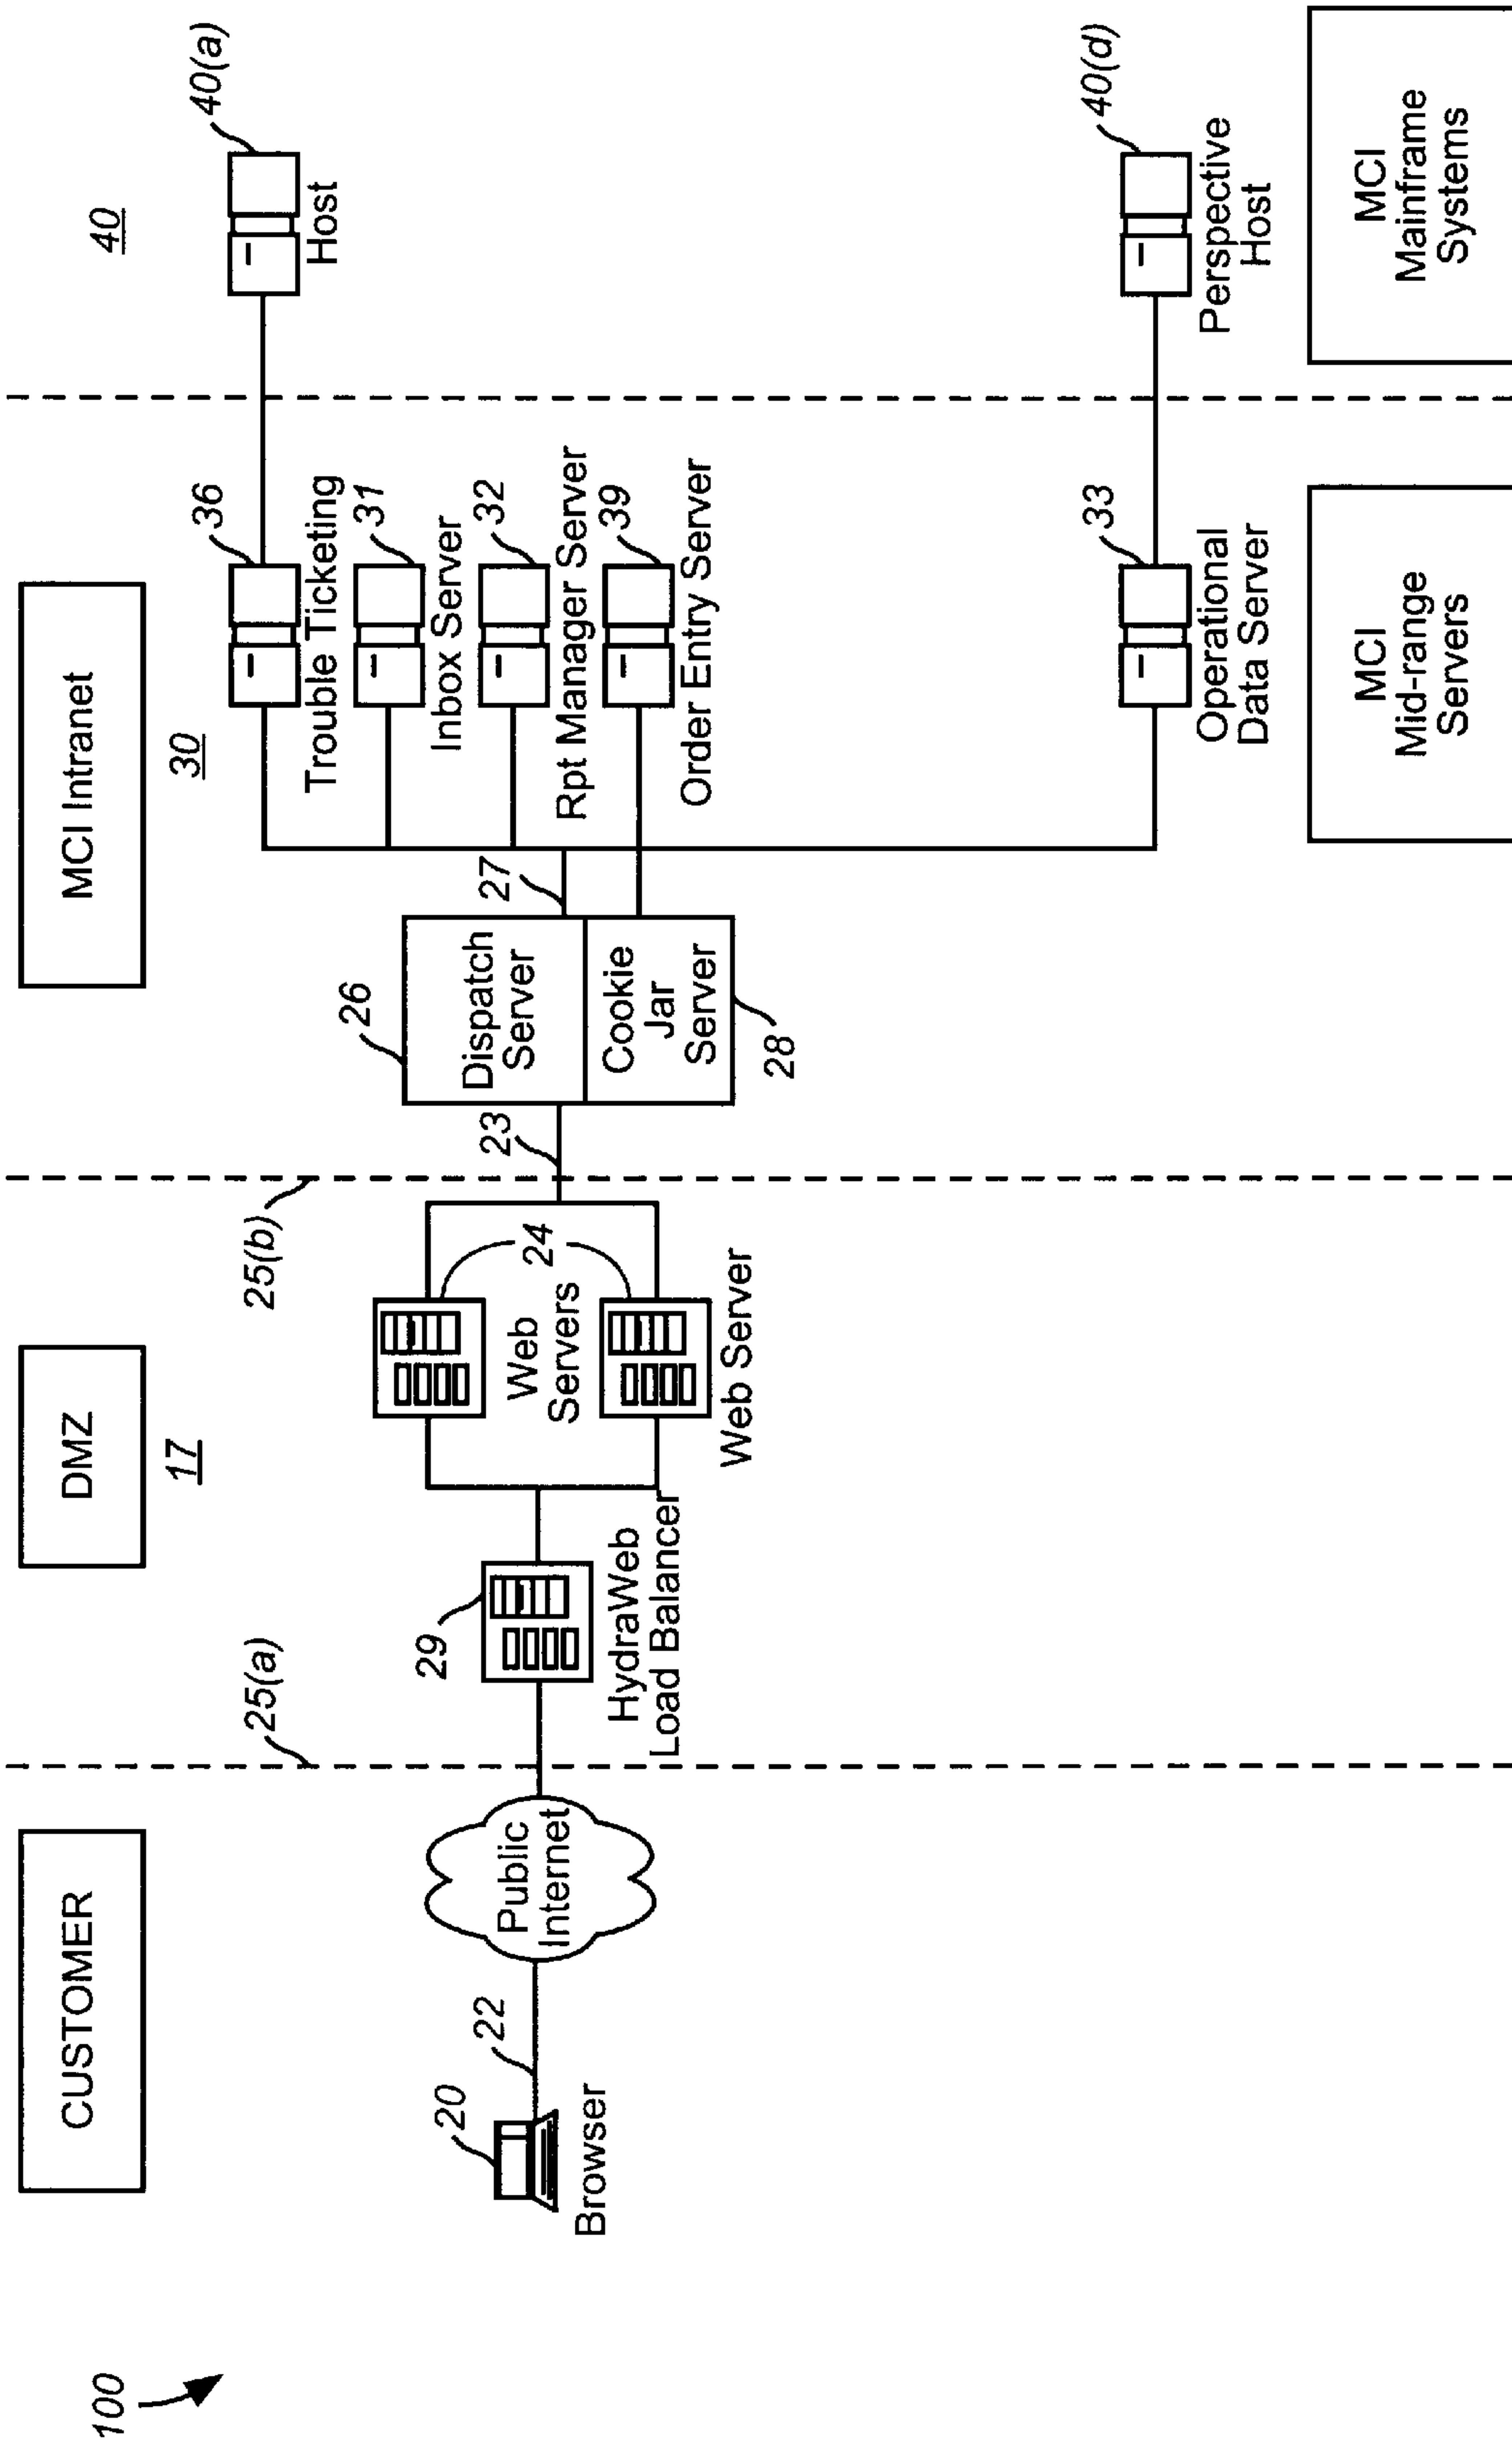 100
CUSTOMER
DMZ
MCI Intranet
17
30
40
25(a)
25(b)
20
22
Browser
Public
Internet
29
HydraWeb
Load Balancer
24
Web
Servers
Web Server
23
26
Dispatch
Server
Cookie
Jar
Server
28
27
36
Trouble Ticketing
31
Inbox Server
32
Rpt Manager Server
39
Order Entry Server
33
Operational
Data Server
40(a)
Host
40(d)
Perspective
Host
MCI
Mid-range
Servers
MCI
Mainframe
Systems